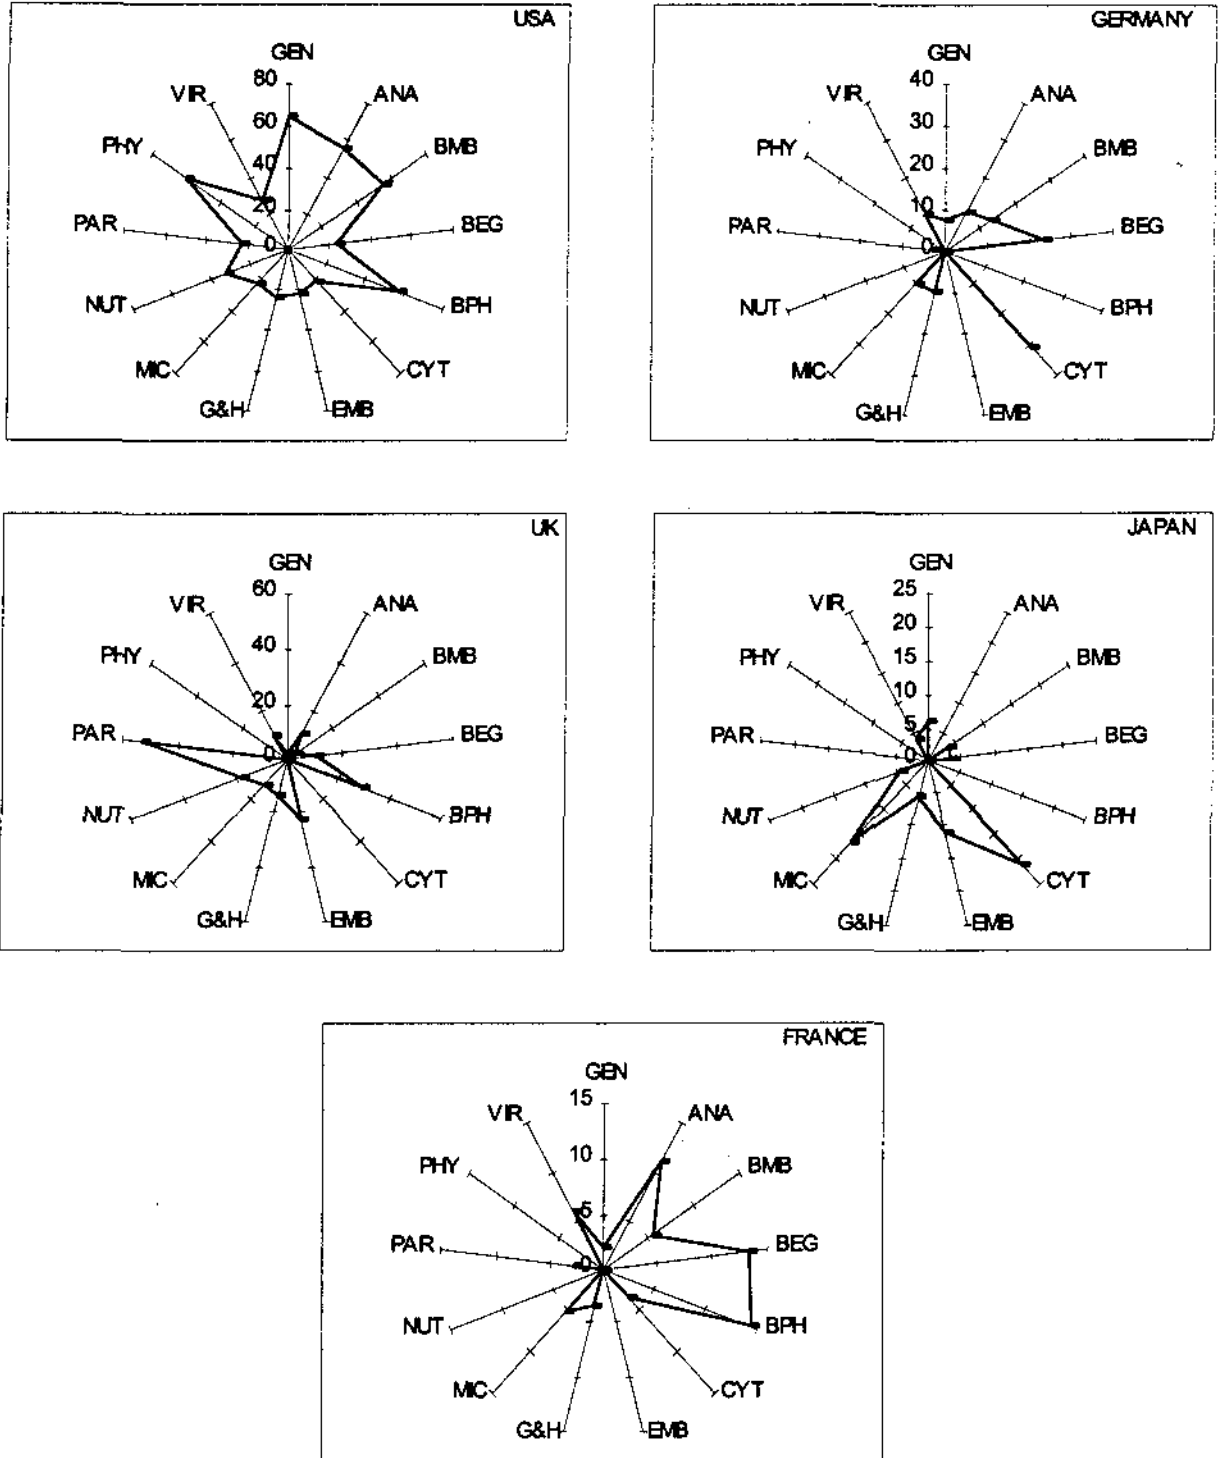 USA
GEN
80
VIR
ANA
60
PHY
BMB
40
20
PAR
BEG
0
NUT
BPH
MIC
CYT
G&H
EMB
GERMANY
GEN
40
VIR
ANA
30
PHY
BMB
20
10
PAR
BEG
0
NUT
BPH
MIC
CYT
G&H
EMB
UK
GEN
60
VIR
ANA
40
PHY
BMB
20
PAR
BEG
0
NUT
BPH
MIC
CYT
G&H
EMB
JAPAN
GEN
25
VIR
ANA
20
15
PHY
BMB
10
5
PAR
BEG
0
NUT
BPH
MIC
CYT
G&H
EMB
FRANCE
GEN
15
VIR
ANA
10
PHY
BMB
5
PAR
BEG
0
NUT
BPH
MIC
CYT
G&H
EMB